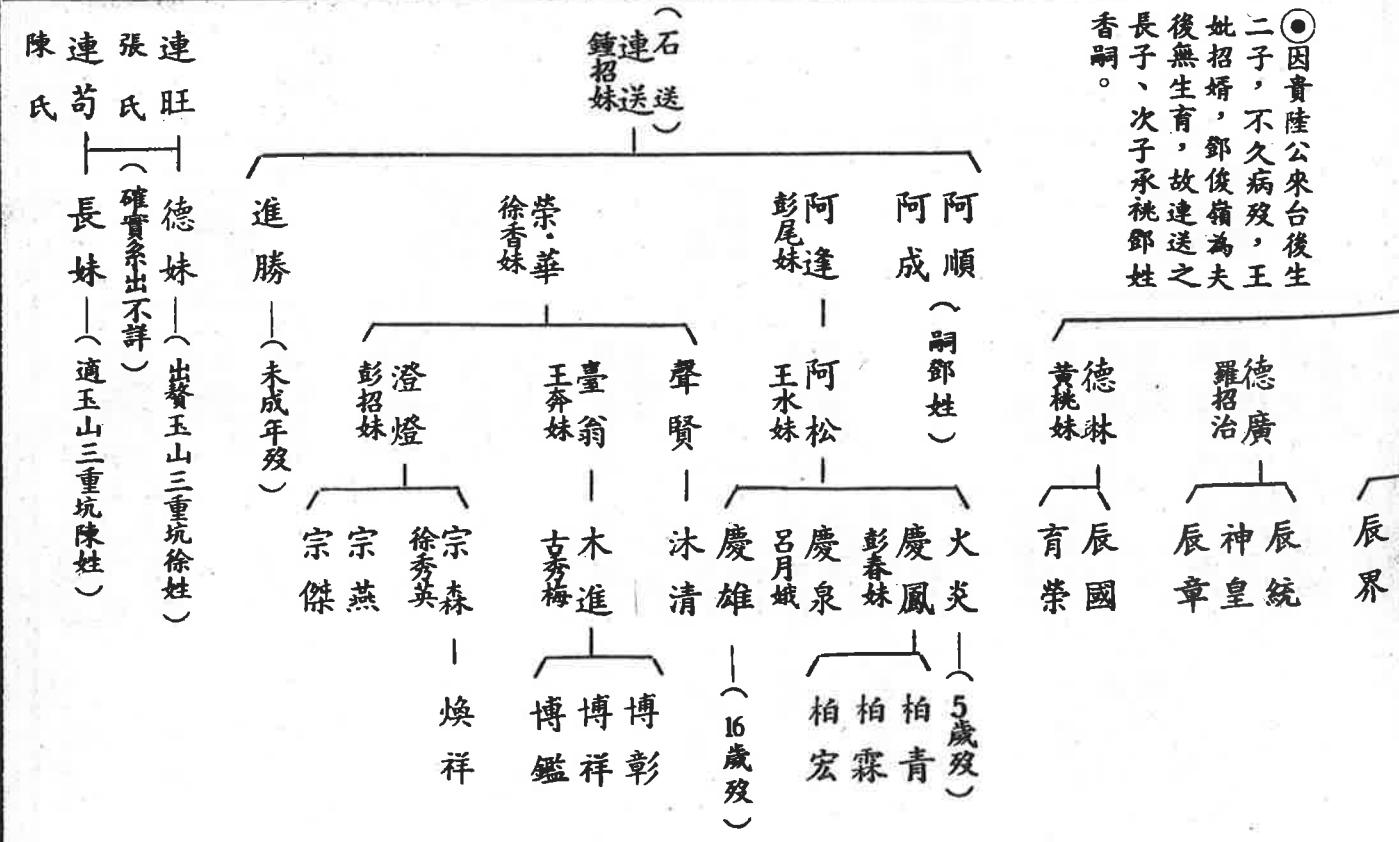 ⦿因貴陸公來台後生
二子，不久病歿，王
妣招婿，鄧俊嶺為夫
後無生育，故連送之
長子、次子承祧鄧姓
香嗣。
（石送）
連送
鍾招妹
連旺
張氏
連苟
陳氏
阿順
阿成
（嗣鄧姓）
阿逢
彭尾妹
榮·華
徐香妹
進勝
（未成年歿）
德妹
（出贅玉山三重坑徐姓）
（確實系出不詳）
長妹
（適玉山三重坑陳姓）
德廣
羅招治
德淋
黃桃妹
阿松
王水妹
聲賢
臺翁
王奔妹
澄燈
彭招妹
辰界
辰統
神皇
辰章
辰國
育榮
火炎
（5歲歿）
慶鳳
彭春妹
慶泉
呂月娥
慶雄
（16歲歿）
沐清
木進
古秀梅
宗森
徐秀英
宗燕
宗傑
柏青
柏霖
柏宏
博彰
博祥
博鑑
煥祥